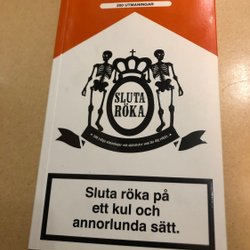 200 UTMANINGAR
SLUTA
RÖKA
Sluta röka på
ett kul och
annorlunda sätt.